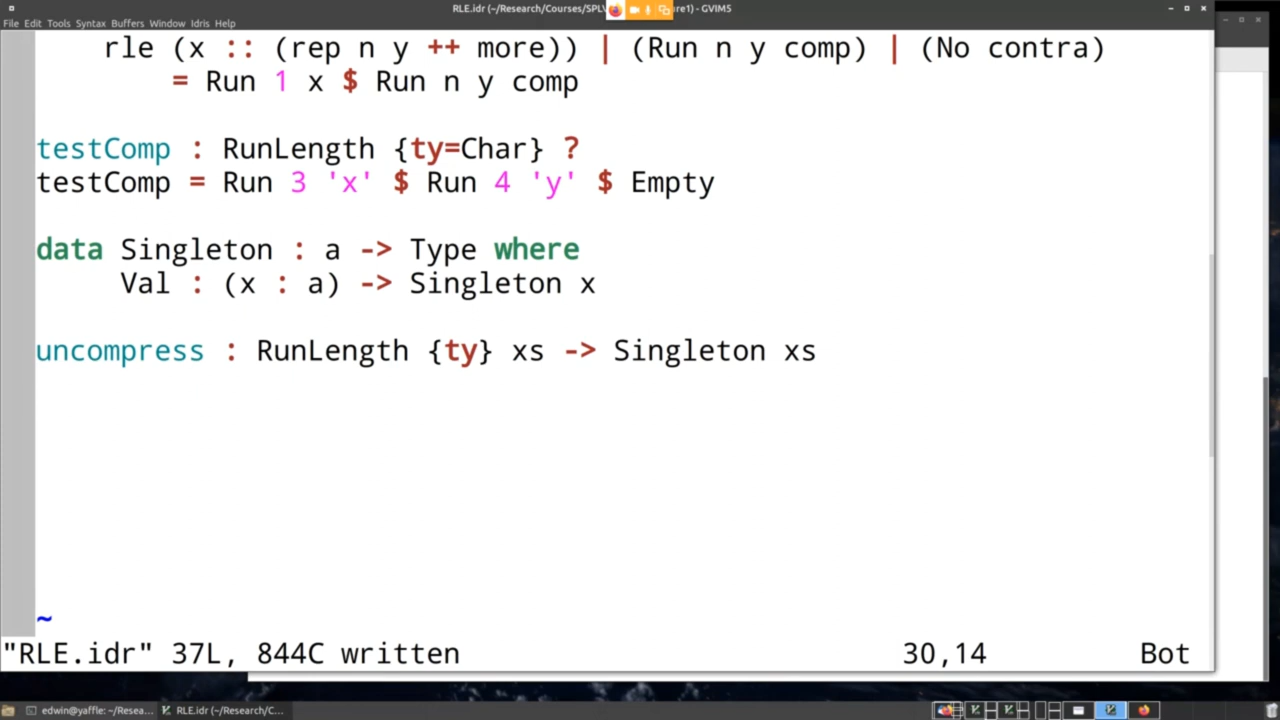 RLE.idr (~/Research/Courses/SPLV ure1) - GVIM5
File Edit Tools Syntax Buffers Window Idris Help
rle (x :: (rep n y ++ more)) | (Run n y comp) | (No contra)
= Run 1 x $ Run n y comp
testComp : RunLength {ty=Char} ?
testComp = Run 3 'x' $ Run 4 'y' $ Empty
data Singleton : a -> Type where
Val : (x : a) -> Singleton x
uncompress : RunLength {ty} xs -> Singleton xs
~
"RLE.idr" 37L, 844C written 30,14 Bot
edwin@yaffle: ~/Resea... RLE.idr (~/Research/C...